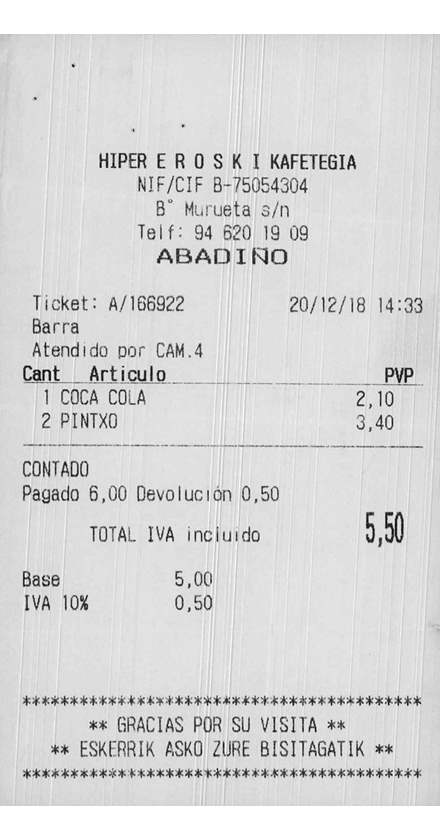 HIPER E R O S K I KAFETEGIA
NIF/CIF B-75054304
B° Murueta s/n
Telf: 94 620 19 09
ABADIÑO
Ticket: A/166922 20/12/18 14:33
Barra
Atendido por CAM.4
Cant Articulo PVP
1 COCA COLA 2,10
2 PINTXO 3,40
CONTADO
Pagado 6,00 Devolución 0,50
TOTAL IVA incluido 5,50
Base 5,00
IVA 10% 0,50
******************************************
** GRACIAS POR SU VISITA **
** ESKERRIK ASKO ZURE BISITAGATIK **
******************************************